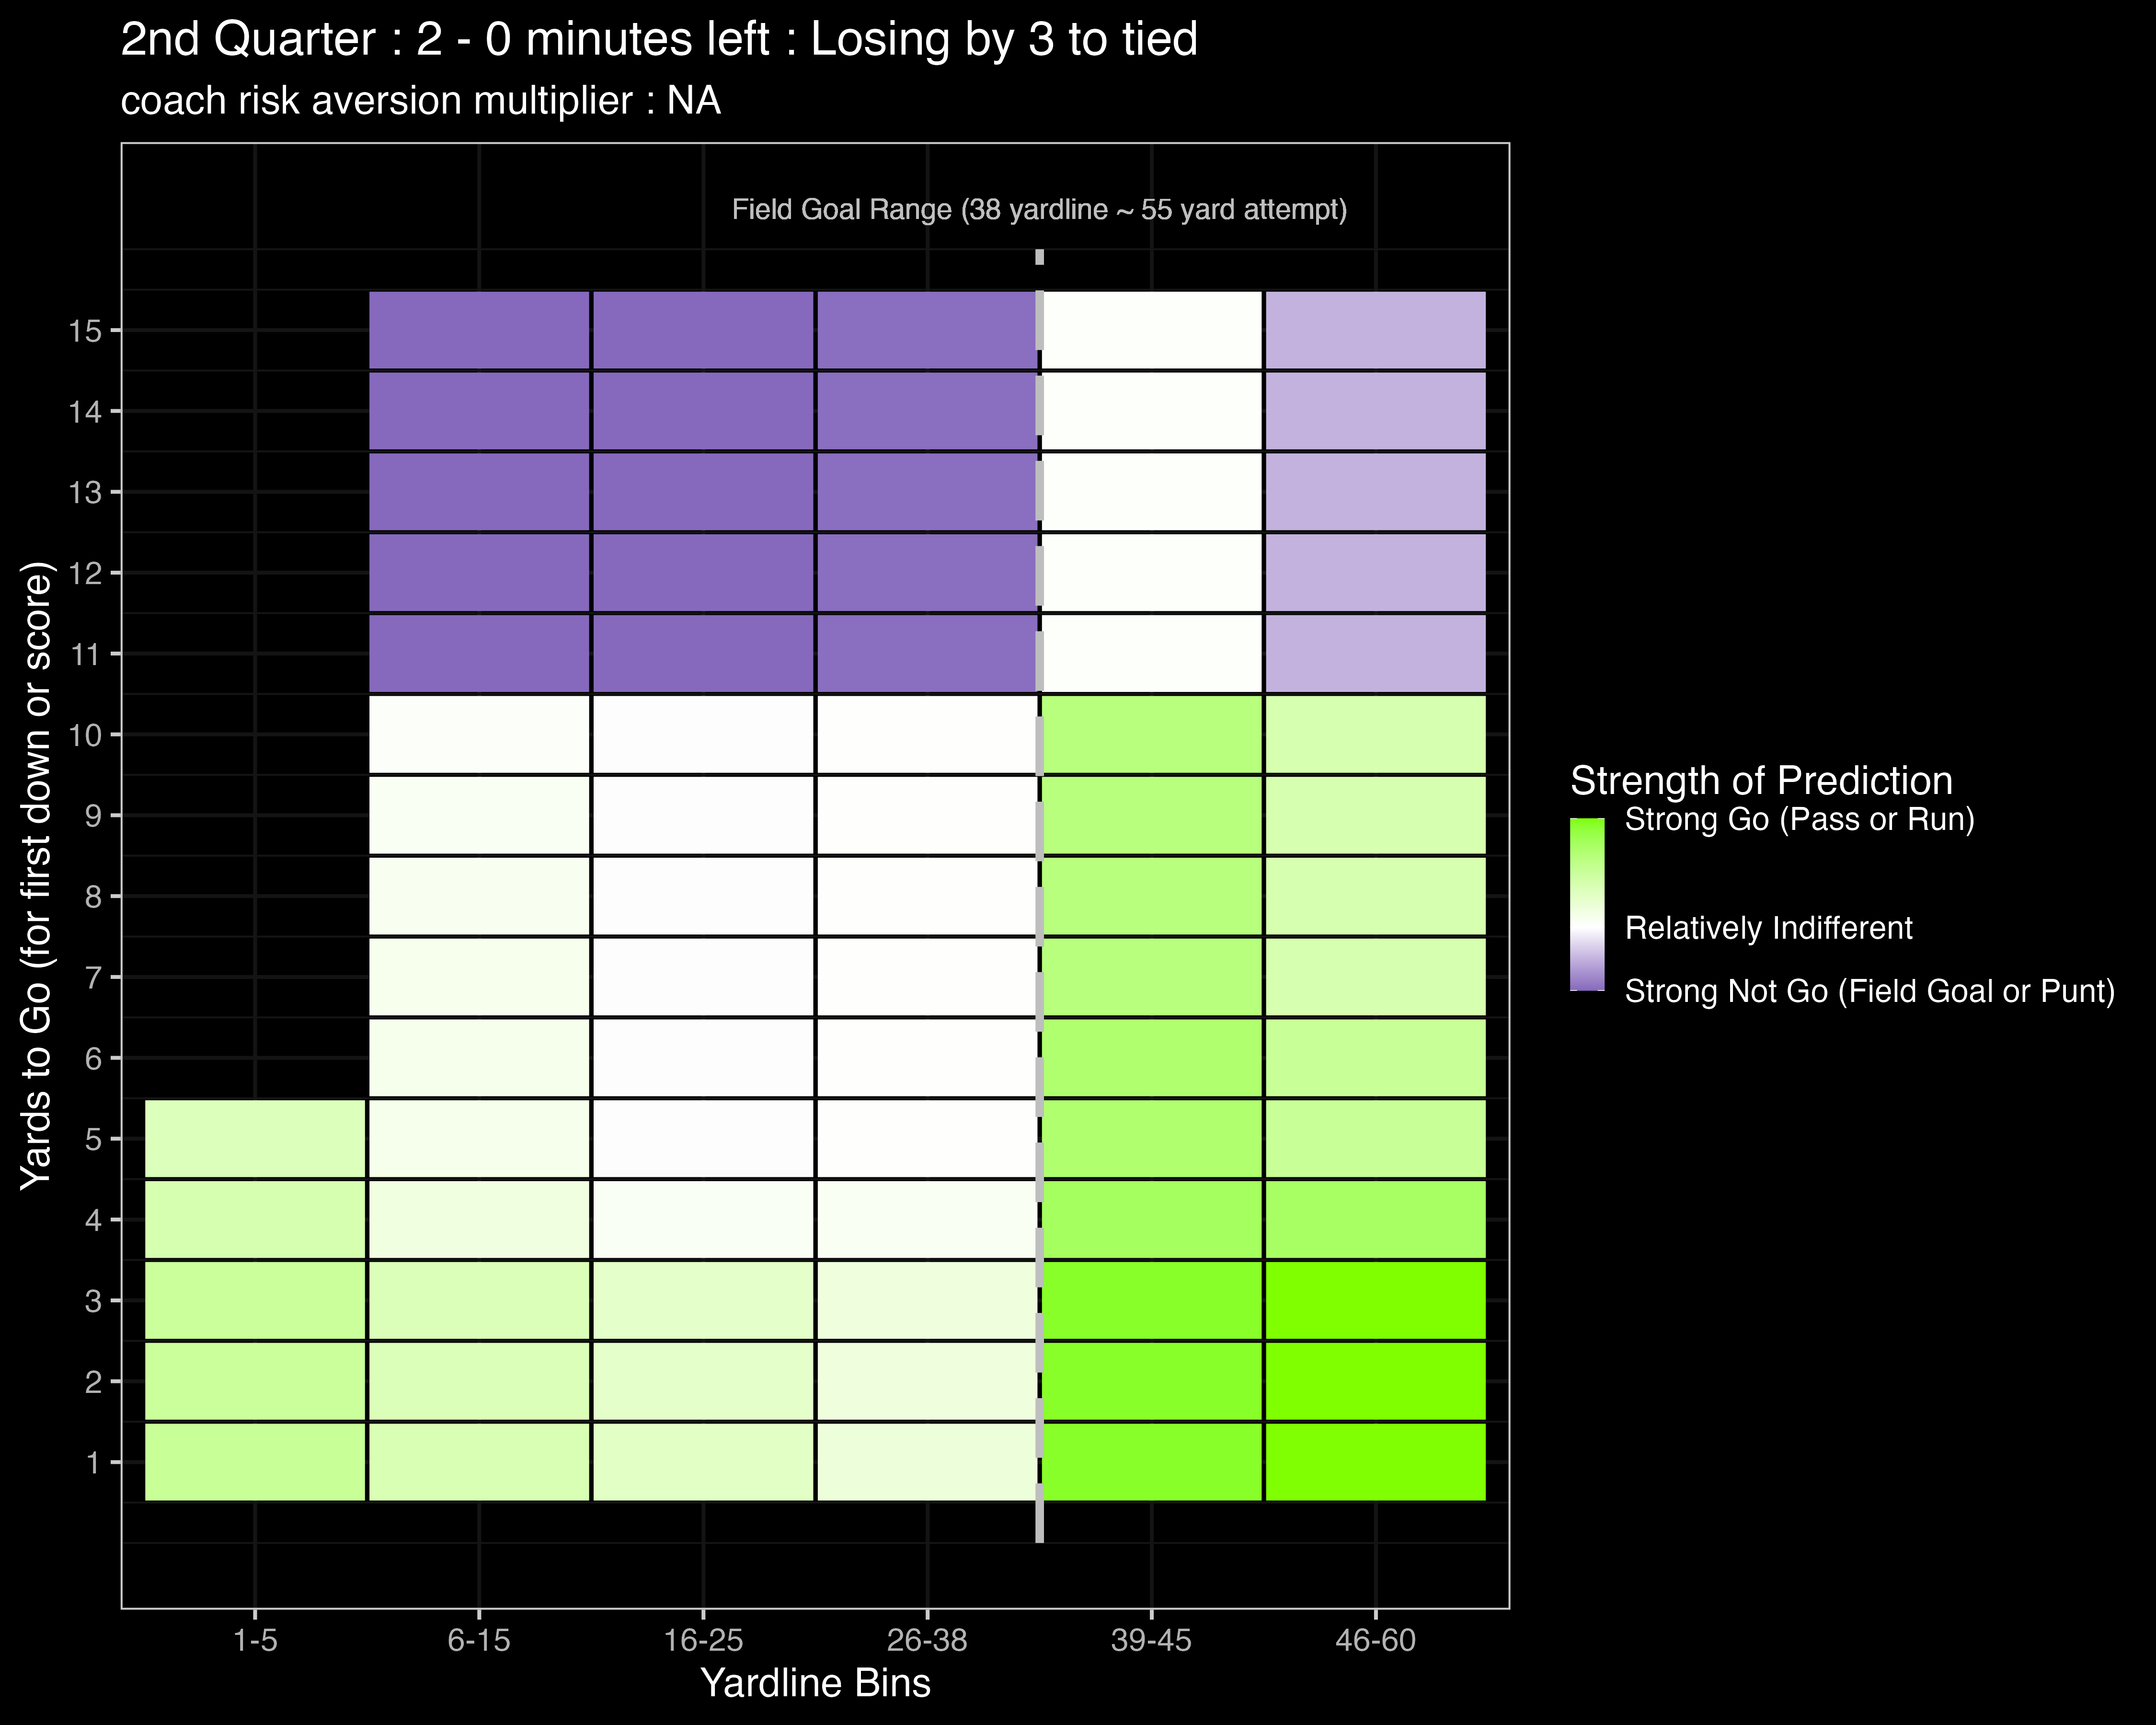 2nd Quarter : 2 - 0 minutes left : Losing by 3 to tied
coach risk aversion multiplier : NA
Field Goal Range (38 yardline ~ 55 yard attempt)
15
14
13
12
11
10
9
8
7
6
5
4
3
2
1
Yards to Go (for first down or score)
1-5
6-15
16-25
26-38
39-45
46-60
Yardline Bins
Strength of Prediction
Strong Go (Pass or Run)
Relatively Indifferent
Strong Not Go (Field Goal or Punt)